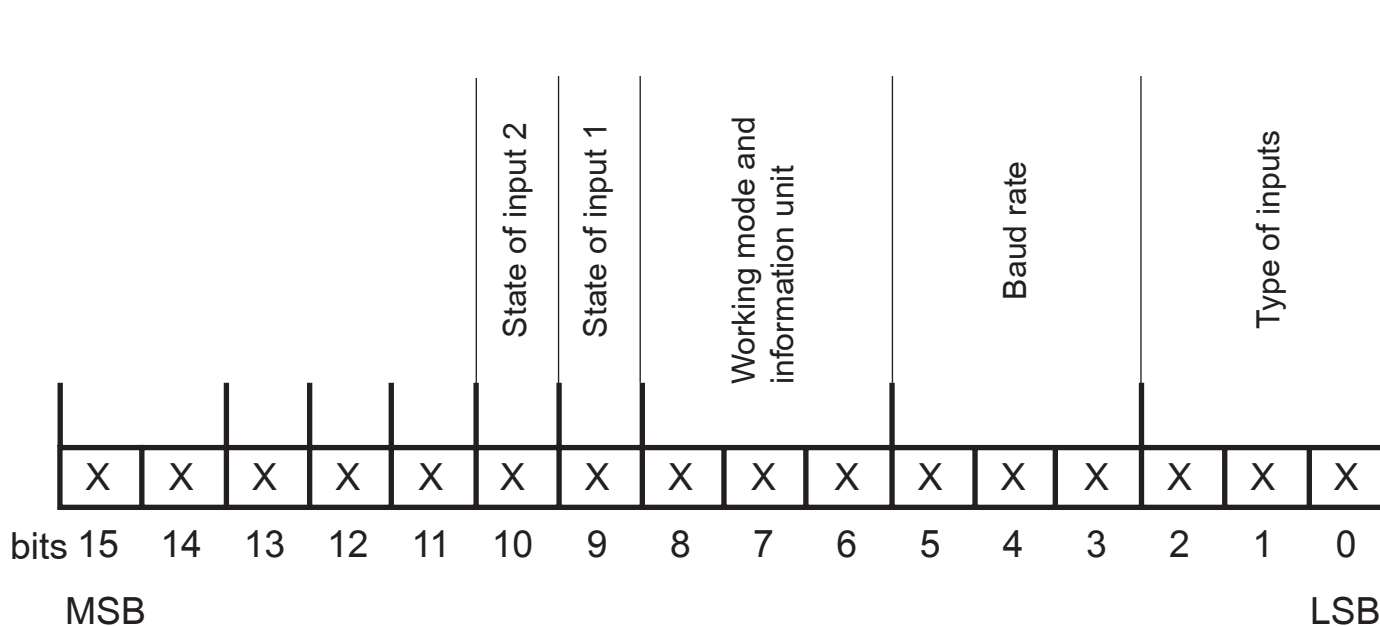 State of input 2
State of input 1
Working mode and
information unit
Baud rate
Type of inputs
X X X X X X X X X X X X X X X X
bits 15 14 13 12 11 10 9 8 7 6 5 4 3 2 1 0
MSB LSB